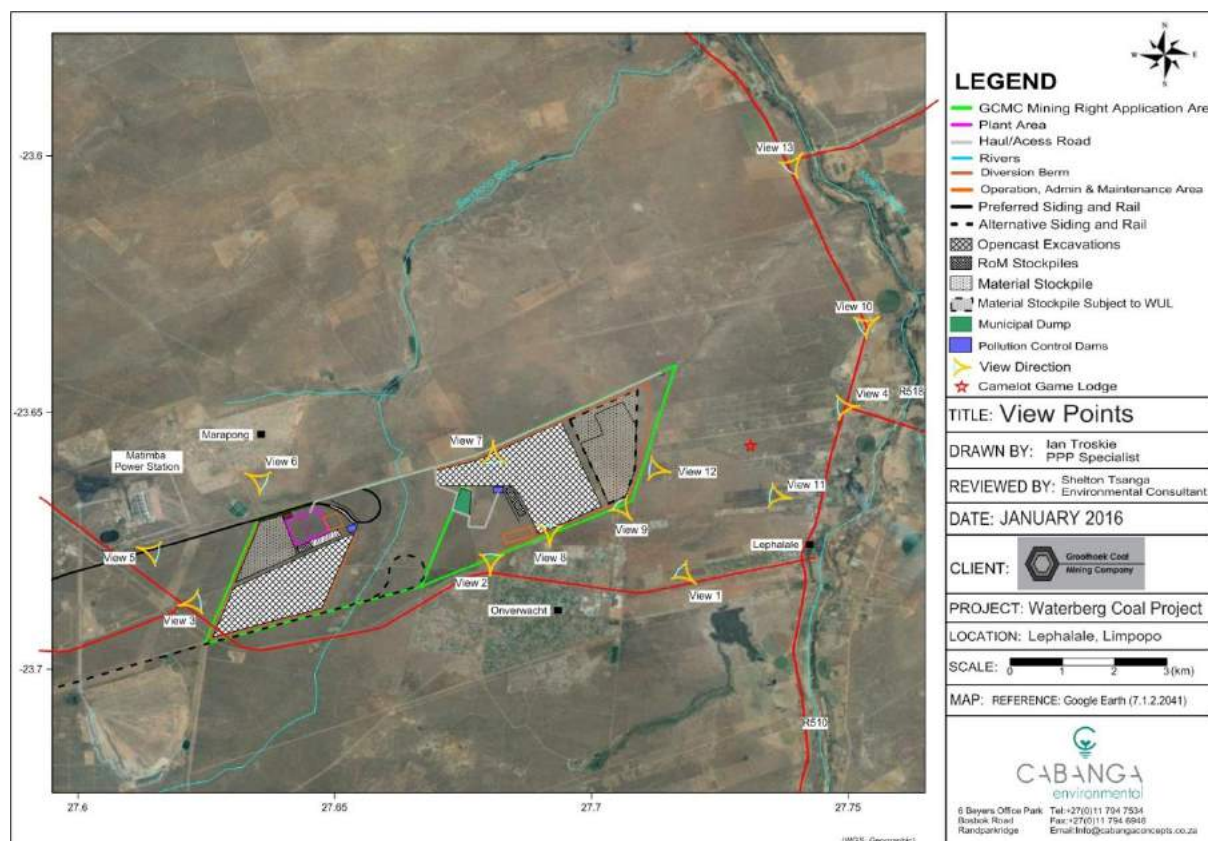 N
W
E
S
LEGEND
GCMC Mining Right Application Are
Plant Area
Haul/Acess Road
Rivers
Diversion Berm
Operation, Admin & Maintenance Area
Preferred Siding and Rail
Alternative Siding and Rail
Opencast Excavations
RoM Stockpiles
Material Stockpile
Material Stockpile Subject to WUL
Municipal Dump
Pollution Control Dams
View Direction
Camelot Game Lodge
TITLE: View Points
DRAWN BY: Ian Troskie
PPP Specialist
REVIEWED BY: Shelton Tsanga
Environmental Consultant
DATE: JANUARY 2016
CLIENT:
Groothoek Coal
Mining Company
PROJECT: Waterberg Coal Project
LOCATION: Lephalale, Limpopo
SCALE: 0 1 2 3 (km)
MAP: REFERENCE: Google Earth (7.1.2.2041)
CABANGA
environmental
6 Beyers Office Park Tel:+27(0)11 794 7534
Bosbok Road Fax:+27(0)11 794 6946
Randparkridge Email:Info@cabangaconcepts.co.za
-23.6
-23.65
-23.7
27.6
27.65
27.7
27.75
(WGS: Geographic)
View 13
View 10
R518
View 4
Marapong
View 7
Matimba
Power Station
View 6
View 12
View 11
View 9
Lephalale
View 5
View 8
View 2
View 1
Onverwacht
View 3
R510